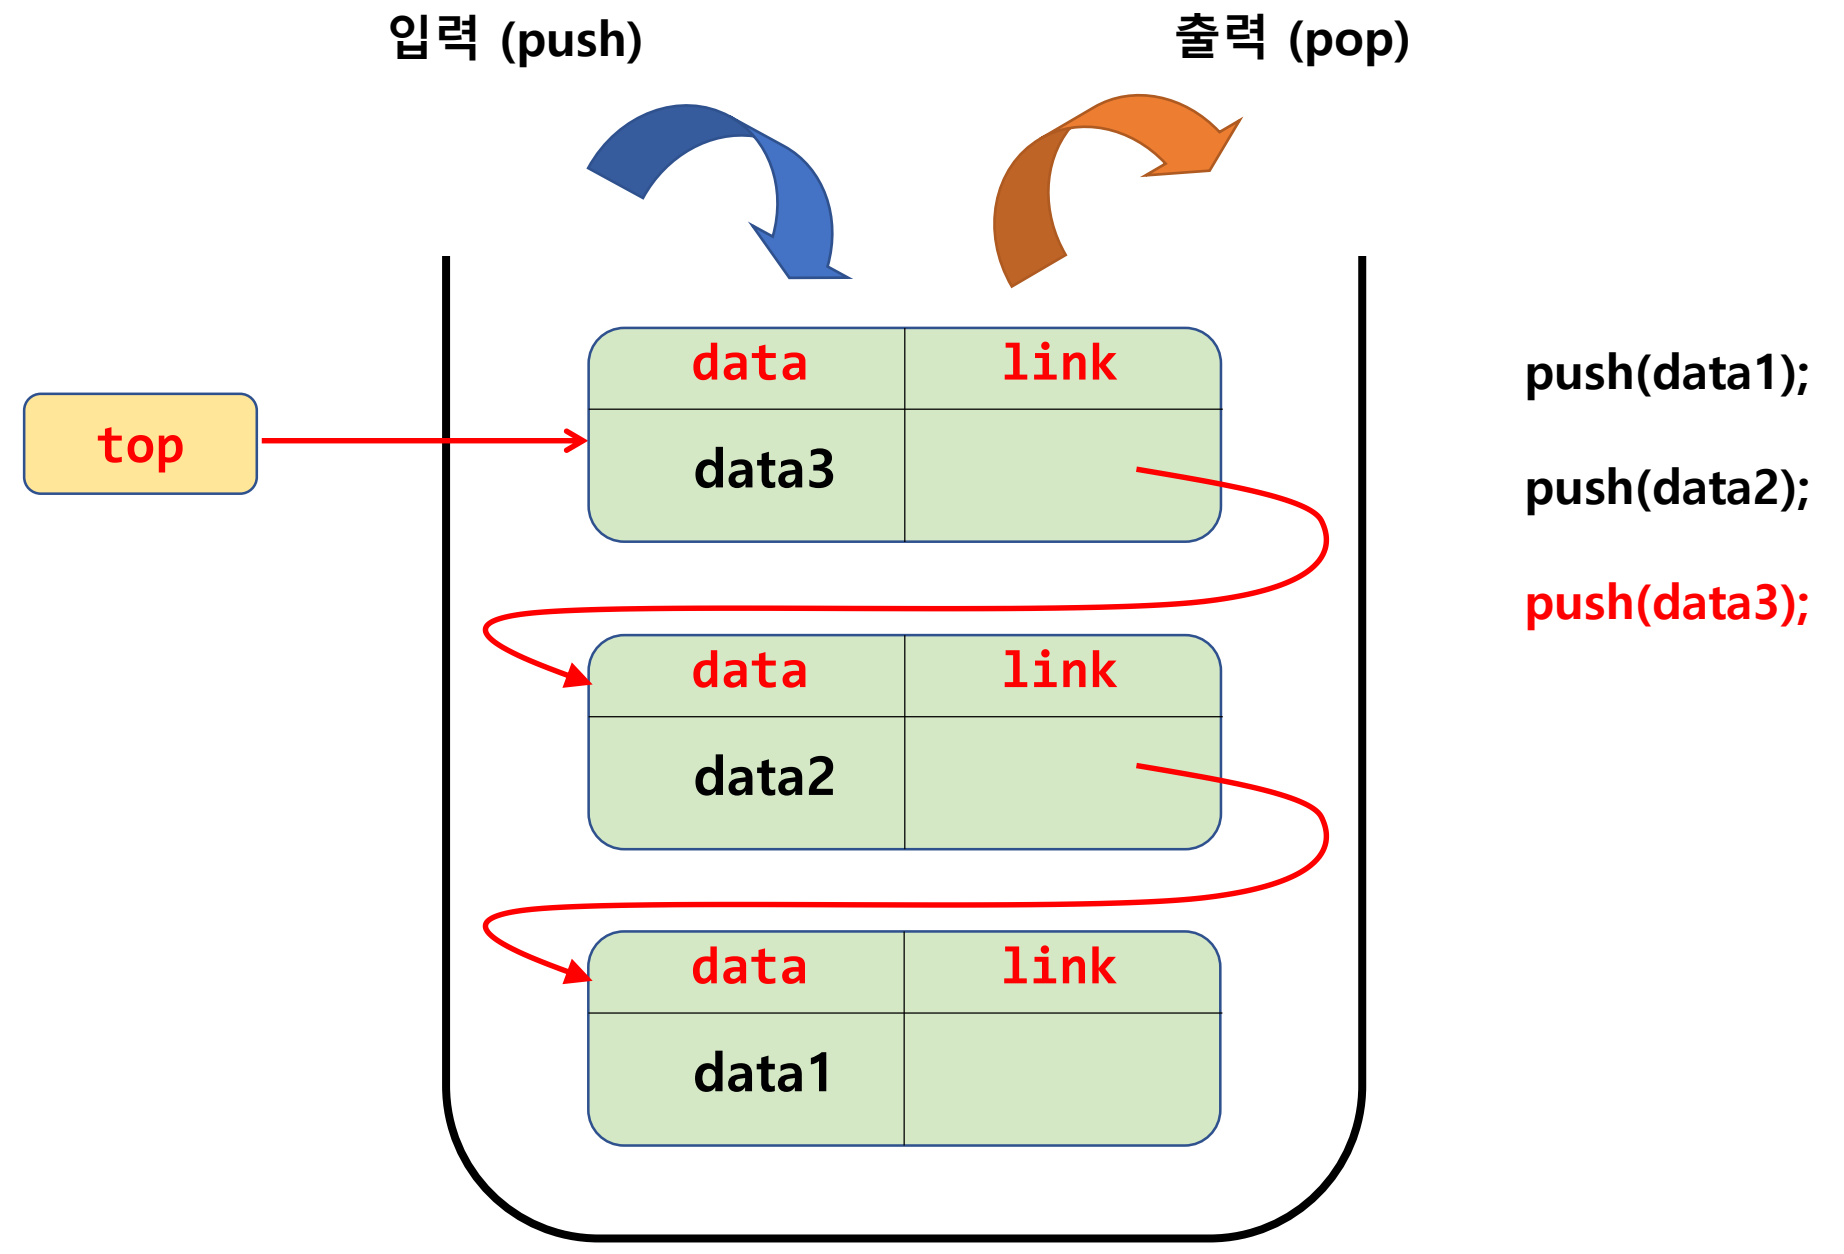 입력 (push)
출력 (pop)
top
data link
data3
data link
data2
data link
data1
push(data1);
push(data2);
push(data3);